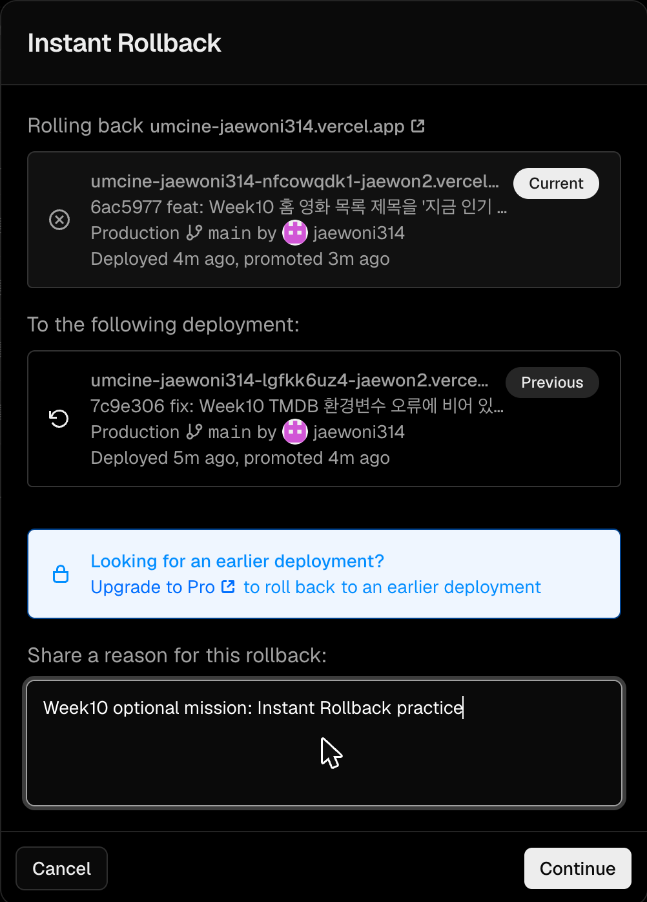 Instant Rollback
Rolling back umcine-jaewoni314.vercel.app
umcine-jaewoni314-nfcowqdk1-jaewon2.vercel...
Current
6ac5977 feat: Week10 홈 영화 목록 제목을 '지금 인기 ...
Production main by jaewoni314
Deployed 4m ago, promoted 3m ago
To the following deployment:
umcine-jaewoni314-lgfkk6uz4-jaewon2.verce...
Previous
7c9e306 fix: Week10 TMDB 환경변수 오류에 비어 있...
Production main by jaewoni314
Deployed 5m ago, promoted 4m ago
Looking for an earlier deployment?
Upgrade to Pro to roll back to an earlier deployment
Share a reason for this rollback:
Week10 optional mission: Instant Rollback practice
Cancel
Continue